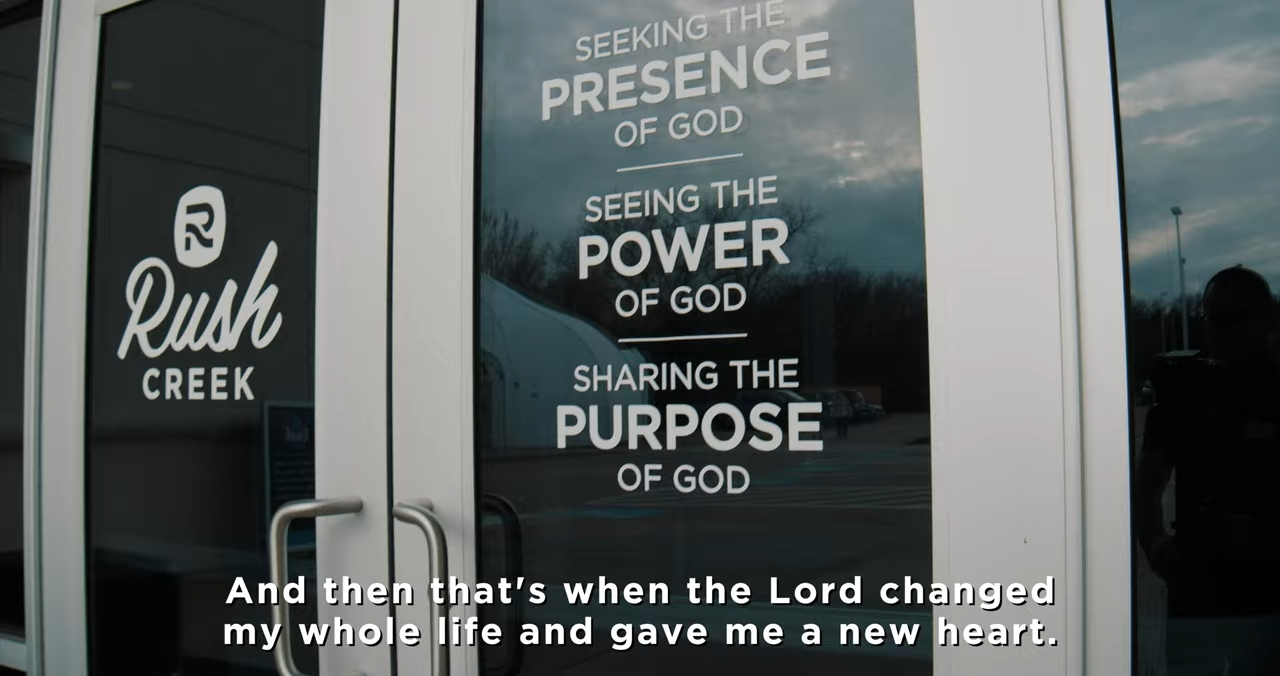 R
Rush
CREEK
SEEKING THE
PRESENCE
OF GOD
SEEING THE
POWER
OF GOD
SHARING THE
PURPOSE
OF GOD
And then that's when the Lord changed
my whole life and gave me a new heart.